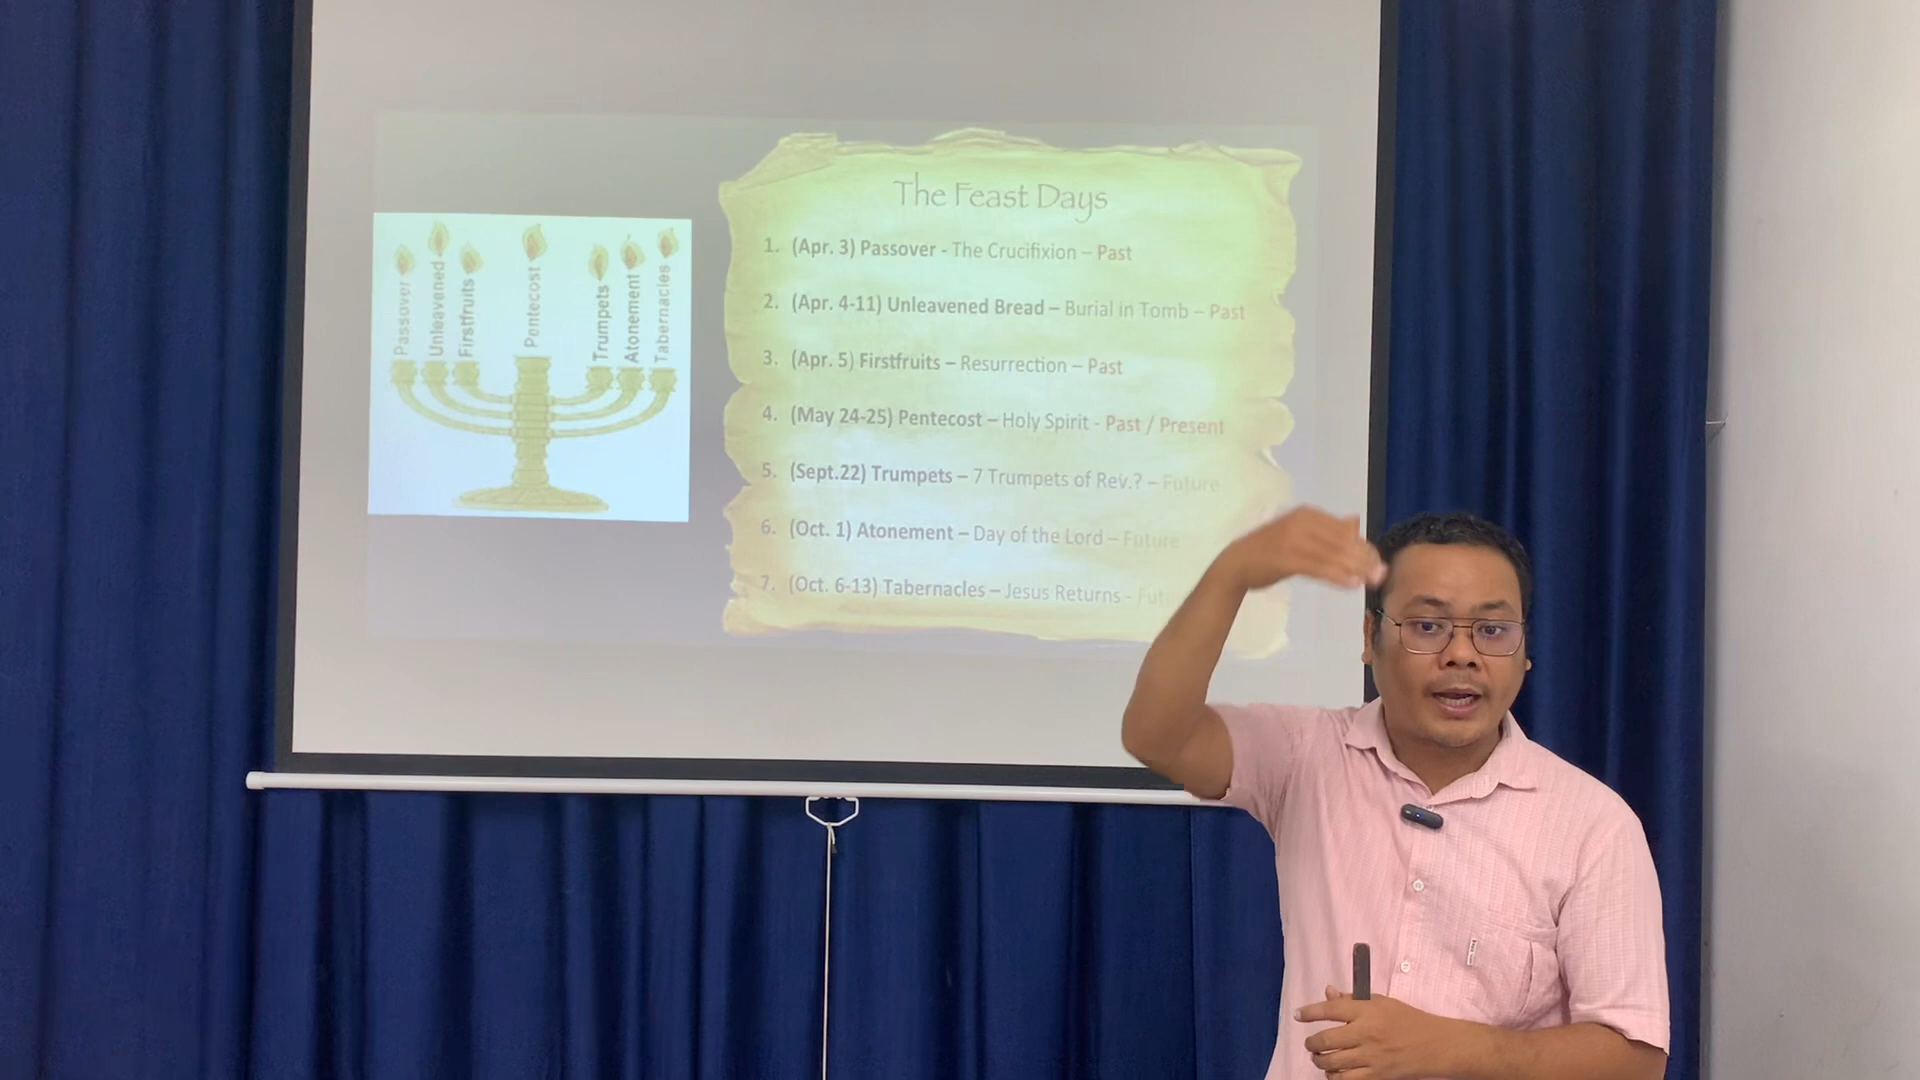 Passover
Unleavened
Firstfruits
Pentecost
Trumpets
Atonement
Tabernacles
The Feast Days
1. (Apr. 3) Passover - The Crucifixion – Past
2. (Apr. 4-11) Unleavened Bread – Burial in Tomb – Past
3. (Apr. 5) Firstfruits – Resurrection – Past
4. (May 24-25) Pentecost – Holy Spirit - Past / Present
5. (Sept.22) Trumpets – 7 Trumpets of Rev.? – Future
6. (Oct. 1) Atonement – Day of the Lord – Future
7. (Oct. 6-13) Tabernacles – Jesus Returns -